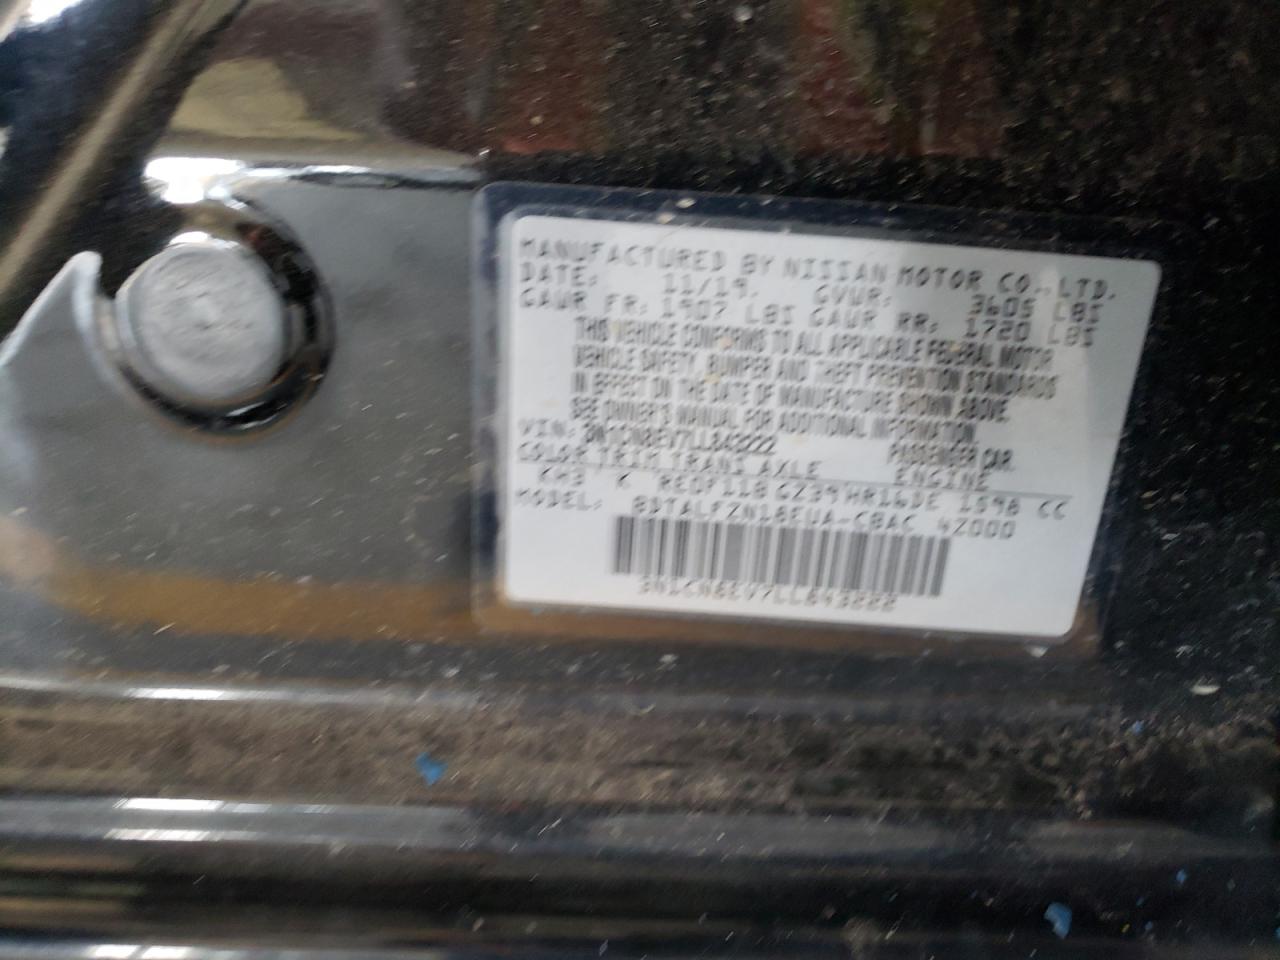 MANUFACTURED BY NISSAN MOTOR CO., LTD.
DATE: 11/19. GVWR: 3605 LBS
GAWR FR: 1907 LBS GAWR RR: 1720 LBS
THIS VEHICLE CONFORMS TO ALL APPLICABLE FEDERAL MOTOR
VEHICLE SAFETY, BUMPER AND THEFT PREVENTION STANDARDS
IN EFFECT ON THE DATE OF MANUFACTURE SHOWN ABOVE.
SEE OWNER'S MANUAL FOR ADDITIONAL INFORMATION.
VIN: 3N1CN8EV7LL843222 PASSENGER CAR.
COLOR TRIM TRANS AXLE ENGINE
KH3 K RE0F11B GZ39 HR16DE 1598 CC
MODEL: BDTALFZN18EUA-CBAC 4Z000
3N1CN8EV7LL843222